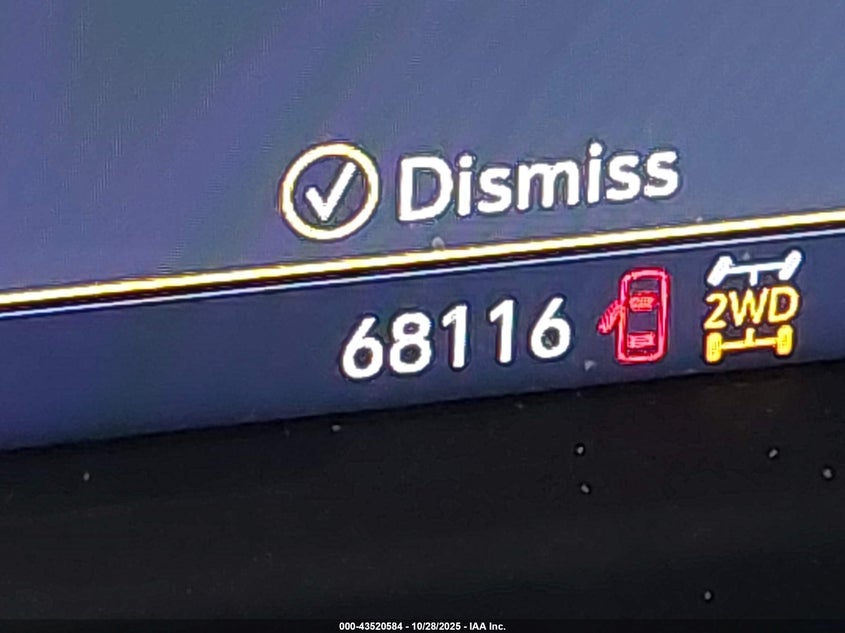 Dismiss
68116
2WD
000-43520584 - 10/28/2025 - IAA Inc.